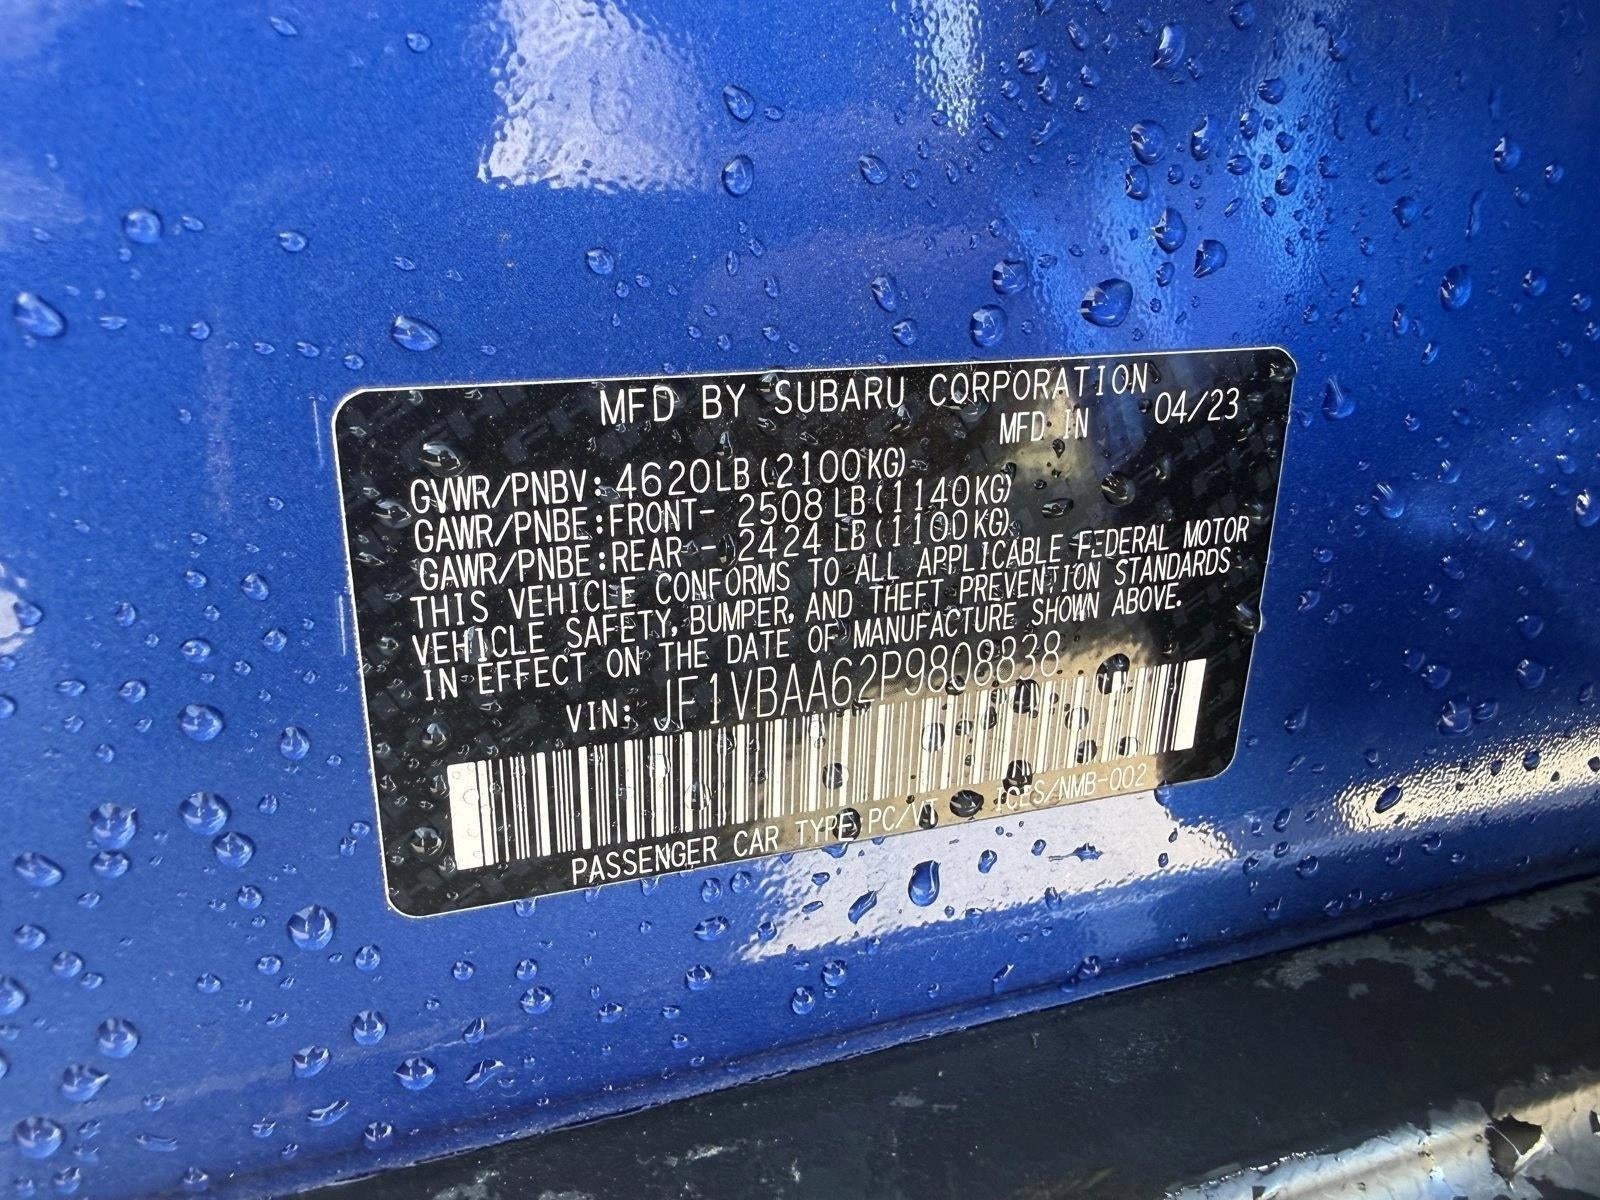 MFD BY SUBARU CORPORATION
MFD IN 04/23
GVWR/PNBV: 4620LB (2100KG)
GAWR/PNBE:FRONT- 2508LB (1140KG)
GAWR/PNBE:REAR - 2424LB (1100KG)
THIS VEHICLE CONFORMS TO ALL APPLICABLE FEDERAL MOTOR
VEHICLE SAFETY, BUMPER, AND THEFT PREVENTION STANDARDS
IN EFFECT ON THE DATE OF MANUFACTURE SHOWN ABOVE.
VIN: JF1VBAA62P9808838
PASSENGER CAR TYPE PC/VT ICES/NMB-002